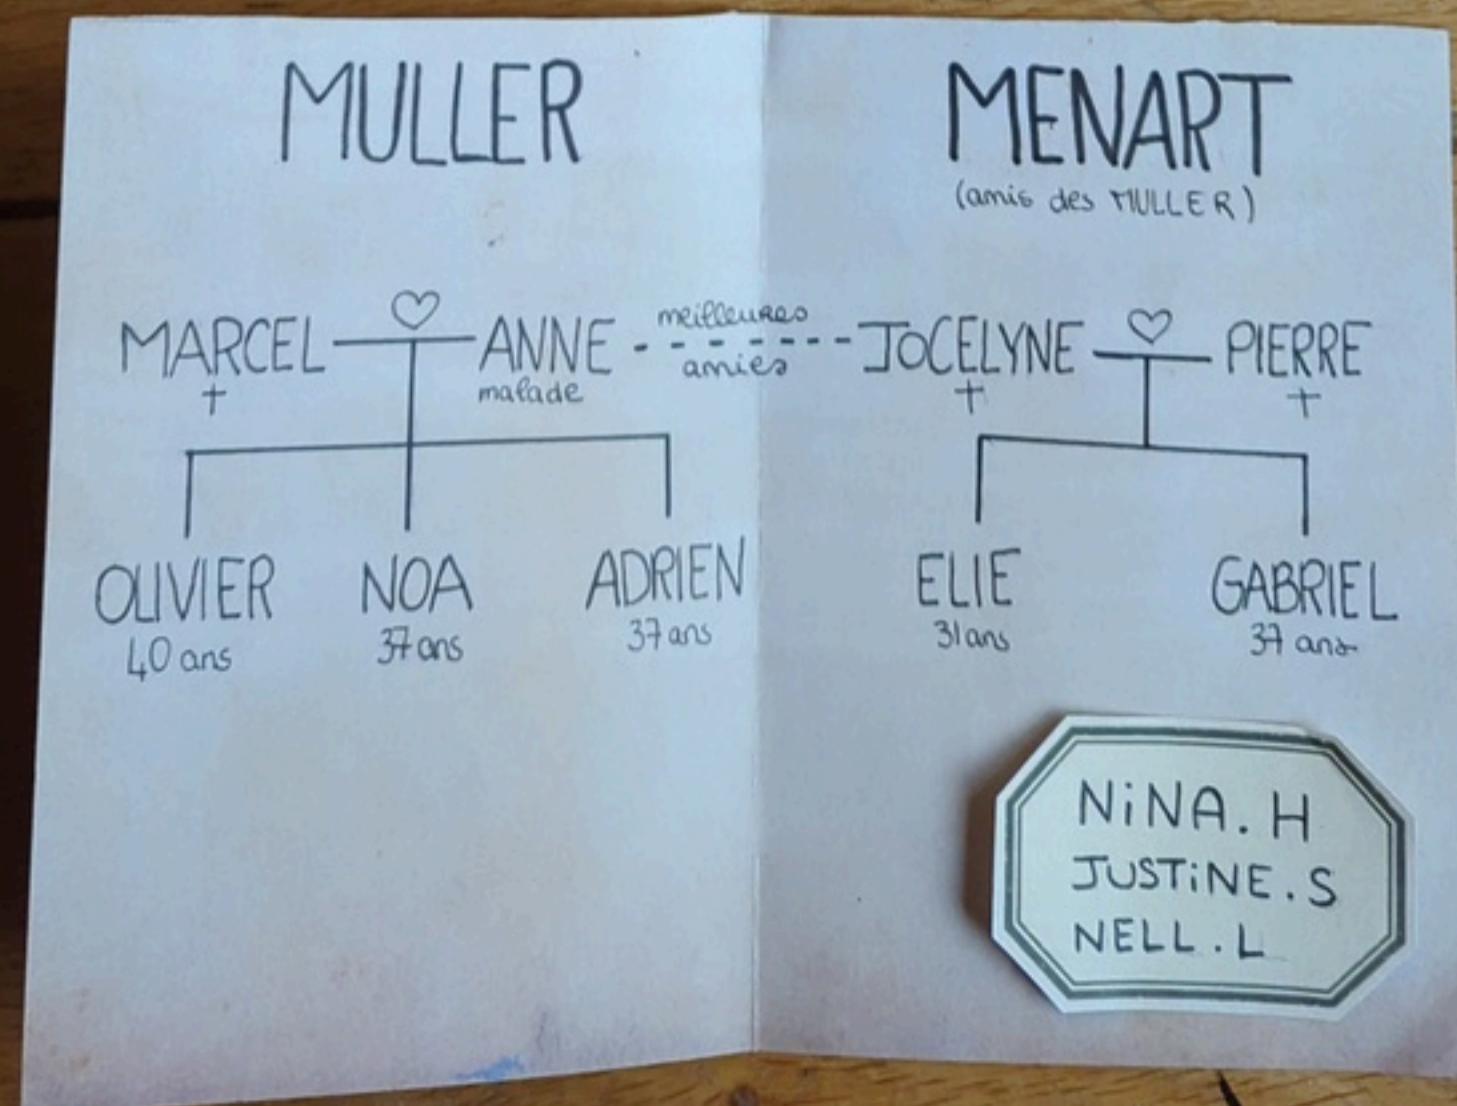 MULLER
MARCEL ♡ ANNE
†
malade
OLIVIER NOA ADRIEN
40 ans 37 ans 37 ans
meilleures
amies
MENART
(amis des MULLER)
JOCELYNE ♡ PIERRE
† †
ELIE GABRIEL
31 ans 37 ans
NiNA. H
JUSTiNE. S
NELL. L